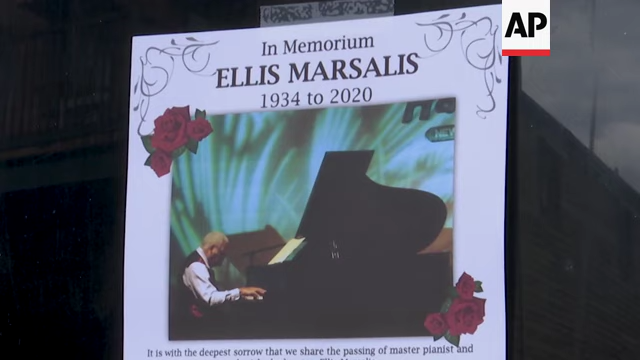 AP
In Memorium
ELLIS MARSALIS
1934 to 2020
NEW
It is with the deepest sorrow that we share the passing of master pianist and